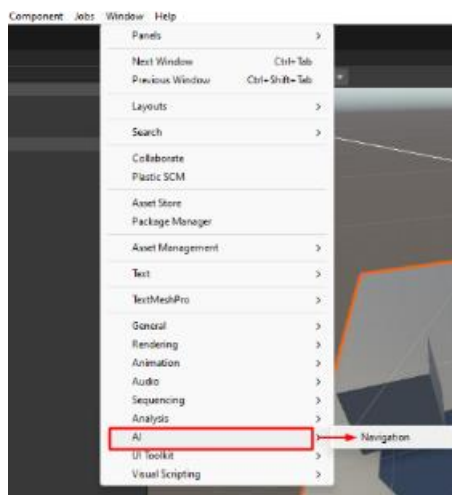 Component Jobs Window Help
Panels
Next Window Ctrl+Tab
Previous Window Ctrl+Shift+Tab
Layouts
Search
Collaborate
Plastic SCM
Asset Store
Package Manager
Asset Management
Text
TextMeshPro
General
Rendering
Animation
Audio
Sequencing
Analysis
AI Navigation
UI Toolkit
Visual Scripting